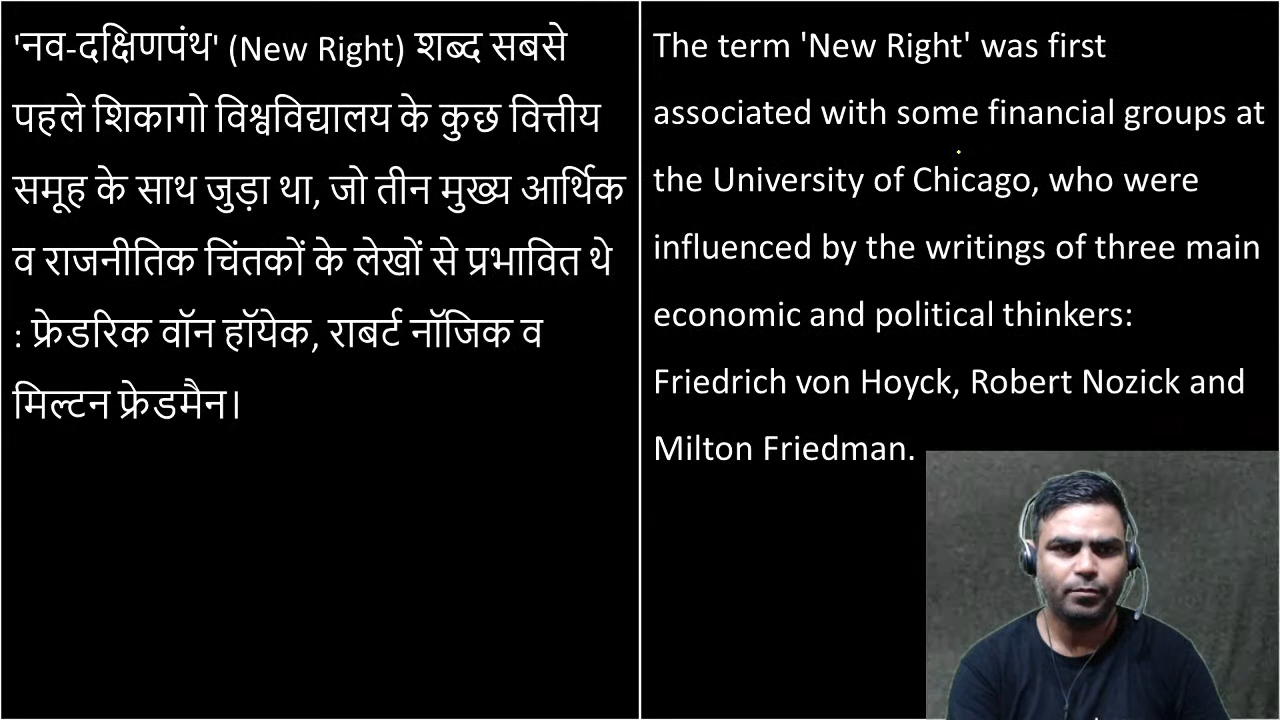 'नव-दक्षिणपंथ' (New Right) शब्द सबसे
पहले शिकागो विश्वविद्यालय के कुछ वित्तीय
समूह के साथ जुड़ा था, जो तीन मुख्य आर्थिक
व राजनीतिक चिंतकों के लेखों से प्रभावित थे
: फ्रेडरिक वॉन हॉयेक, राबर्ट नॉजिक व
मिल्टन फ्रेडमैन।
The term 'New Right' was first
associated with some financial groups at
the University of Chicago, who were
influenced by the writings of three main
economic and political thinkers:
Friedrich von Hoyck, Robert Nozick and
Milton Friedman.